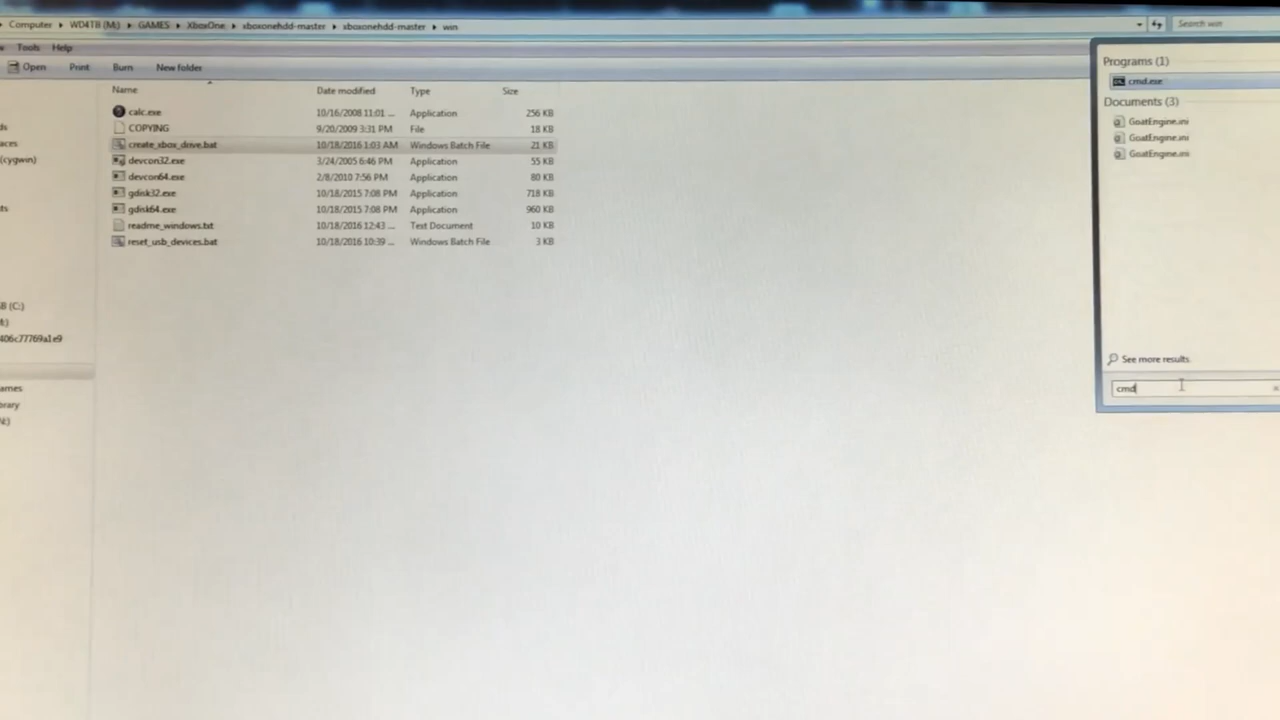 Computer ▸ WD4TB (M:) ▸ GAMES ▸ XboxOne ▸ xboxonehdd-master ▸ xboxonehdd-master ▸ win
Search win
Tools Help
Open Print Burn New folder
Name Date modified Type Size
calc.exe 10/16/2008 11:01 ... Application 256 KB
COPYING 9/20/2009 3:31 PM File 18 KB
create_xbox_drive.bat 10/18/2016 1:03 AM Windows Batch File 21 KB
devcon32.exe 3/24/2005 6:46 PM Application 55 KB
devcon64.exe 2/8/2010 7:56 PM Application 80 KB
gdisk32.exe 10/18/2015 7:08 PM Application 718 KB
gdisk64.exe 10/18/2015 7:08 PM Application 960 KB
readme_windows.txt 10/18/2016 12:43 ... Text Document 10 KB
reset_usb_devices.bat 10/18/2016 10:39 ... Windows Batch File 3 KB
(cygwin)
(C:)
406c77769a1e9
Programs (1)
cmd.exe
Documents (3)
GoatEngine.ini
GoatEngine.ini
GoatEngine.ini
See more results
cmd